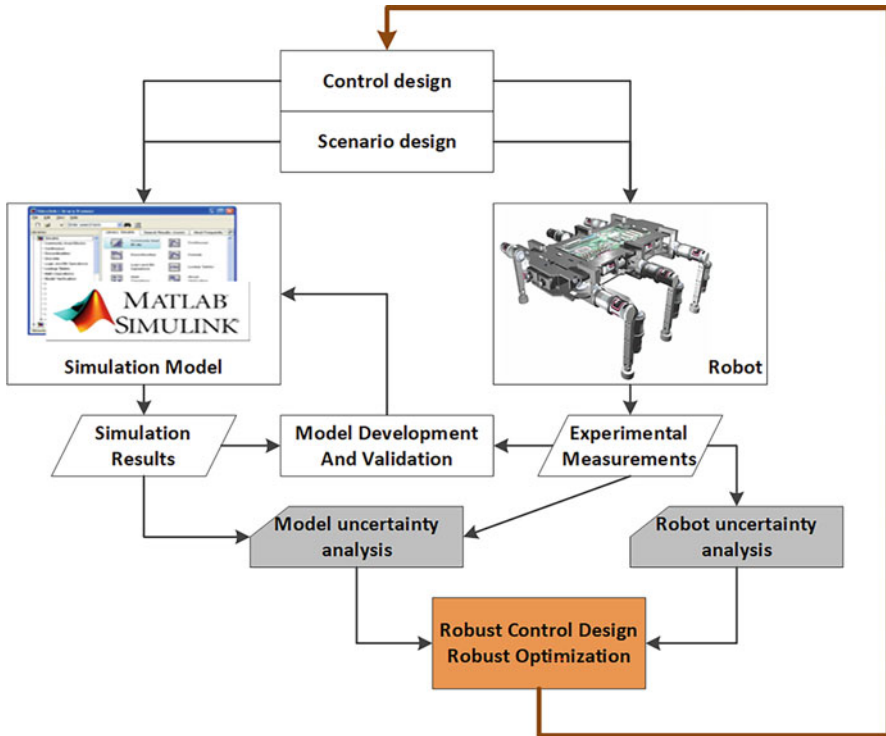 Control design
Scenario design
MATLAB
SIMULINK
Simulation Model
Robot
Simulation
Results
Model Development
And Validation
Experimental
Measurements
Model uncertainty
analysis
Robot uncertainty
analysis
Robust Control Design
Robust Optimization